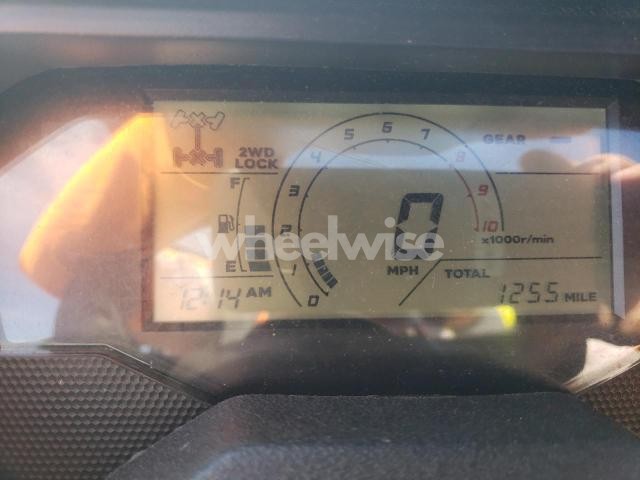 5 6 7
GEAR -
2WD
LOCK
4 8
F
3 9
2 0 10
wheelwise
x1000r/min
E 1 MPH TOTAL
12:14 AM 0 1255 MILE